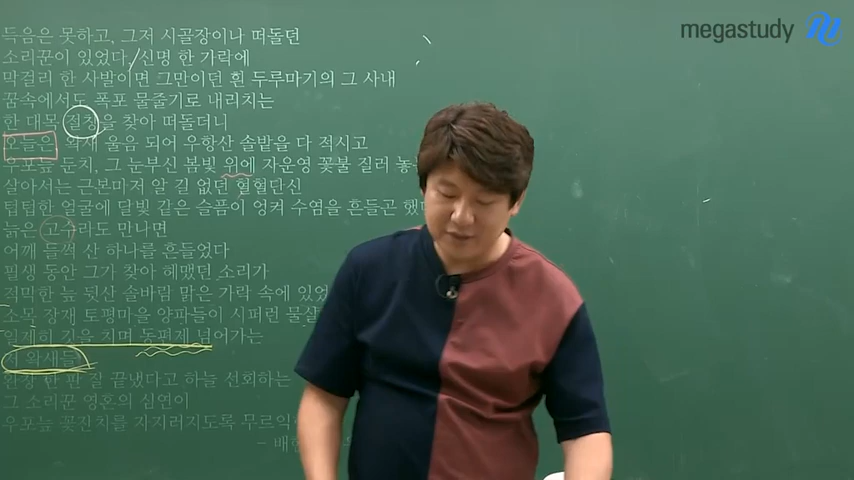 megastudy
득음은 못하고, 그저 시골장이나 떠돌던
소리꾼이 있었다, 신명 한 가락에
막걸리 한 사발이면 그만이던 흰 두루마기의 그 사내
꿈속에서도 폭포 물줄기로 내리치는
한 대목 절창을 찾아 떠돌더니
오늘은 왁새 울음 되어 우항산 솔밭을 다 적시고
우포늪 둔치, 그 눈부신 봄빛 위에 자운영 꽃불 질러 놓는
살아서는 근본마저 알 길 없던 혈혈단신
텁텁한 얼굴에 달빛 같은 슬픔이 엉켜 수염을 흔들곤 했
늙은 고수라도 만나면
어깨 들썩 산 하나를 흔들었다
필생 동안 그가 찾아 헤맸던 소리가
적막한 늪 뒷산 솔바람 맑은 가락 속에 있었
소목 장재 토평마을 양파들이 시퍼런 물살
일제히 깃을 치며 동편제 넘어가는
저 왁새들
완창 한 판 잘 끝냈다고 하늘 선회하는
그 소리꾼 영혼의 심연이
우포늪 꽃잔치를 자지러지도록 무르익